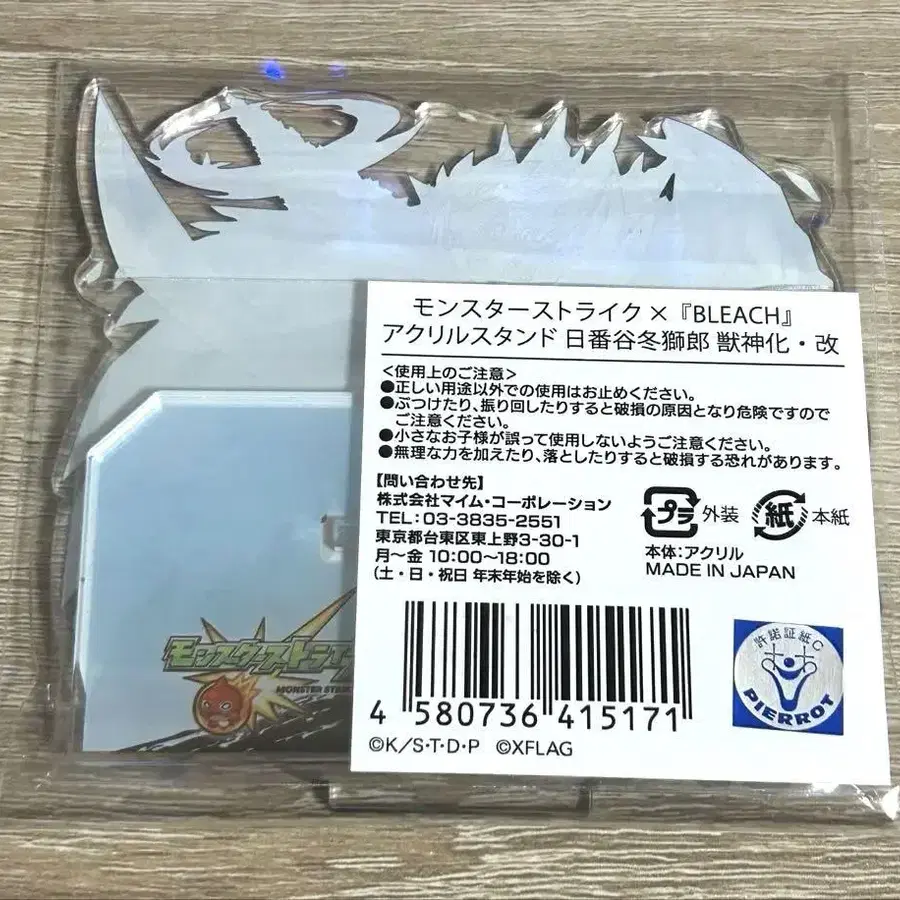 モンスターストライク×『BLEACH』
アクリルスタンド 日番谷冬獅郎 獣神化・改
＜使用上のご注意＞
●正しい用途以外での使用はお止めください。
●ぶつけたり、振り回したりすると破損の原因となり危険ですので
ご注意ください。
●小さなお子様が誤って使用しないようご注意ください。
●無理な力を加えたり、落としたりすると破損する恐れがあります。
【問い合わせ先】
株式会社マイム・コーポレーション
TEL：03-3835-2551
東京都台東区東上野3-30-1
月～金 10:00～18:00
（土・日・祝日 年末年始を除く）
プラ 外装
紙 本紙
本体：アクリル
MADE IN JAPAN
4 580736 415171
©K/S・T・D・P ©XFLAG
許諾証紙C
PIERROT
モンスターストライ
MONSTER STRI